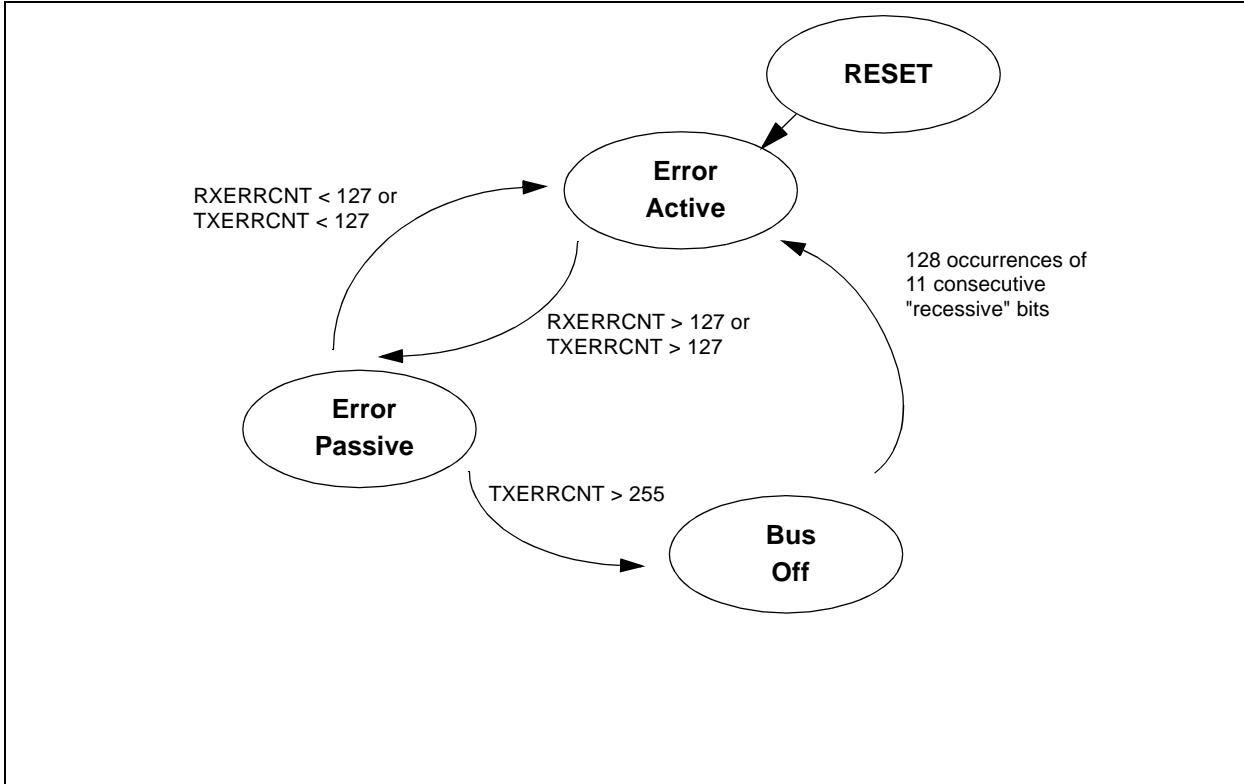 RESET
Error
Active
RXERRCNT < 127 or
TXERRCNT < 127
128 occurrences of
11 consecutive
"recessive" bits
RXERRCNT > 127 or
TXERRCNT > 127
Error
Passive
TXERRCNT > 255
Bus
Off